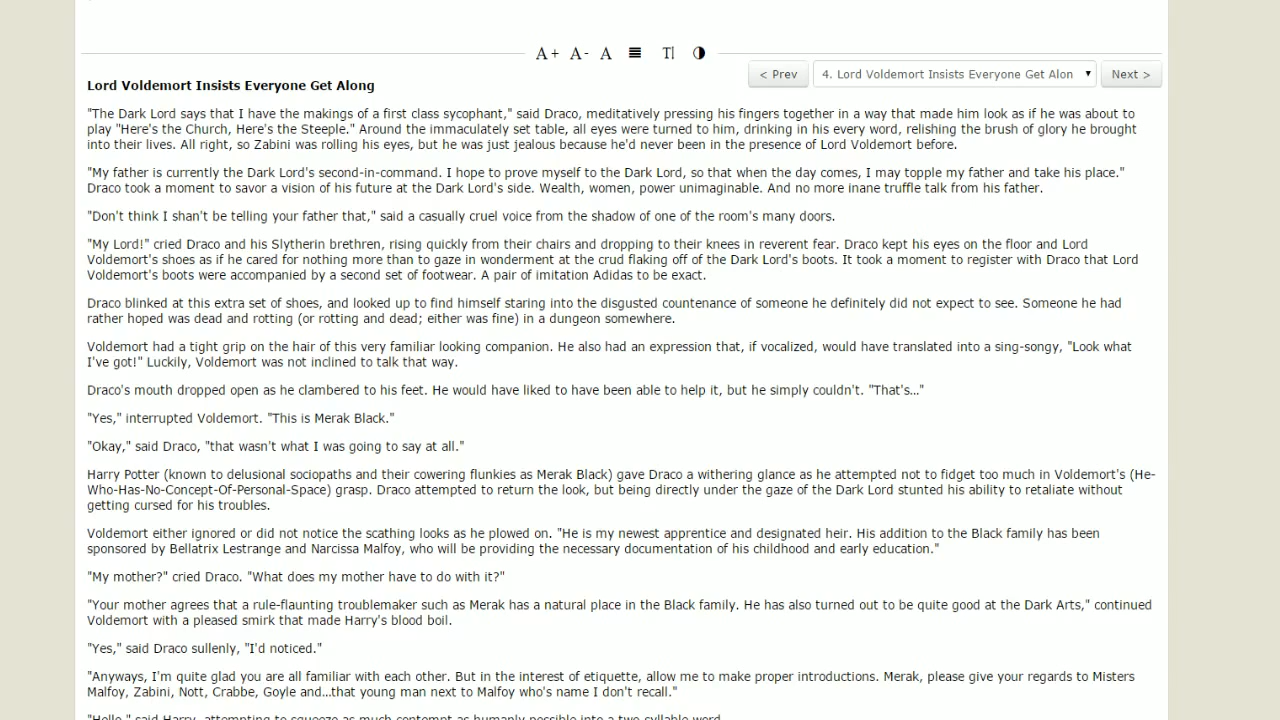 A+ A- A T|
< Prev 4. Lord Voldemort Insists Everyone Get Alon Next >
Lord Voldemort Insists Everyone Get Along
"The Dark Lord says that I have the makings of a first class sycophant," said Draco, meditatively pressing his fingers together in a way that made him look as if he was about to
play "Here's the Church, Here's the Steeple." Around the immaculately set table, all eyes were turned to him, drinking in his every word, relishing the brush of glory he brought
into their lives. All right, so Zabini was rolling his eyes, but he was just jealous because he'd never been in the presence of Lord Voldemort before.
"My father is currently the Dark Lord's second-in-command. I hope to prove myself to the Dark Lord, so that when the day comes, I may topple my father and take his place."
Draco took a moment to savor a vision of his future at the Dark Lord's side. Wealth, women, power unimaginable. And no more inane truffle talk from his father.
"Don't think I shan't be telling your father that," said a casually cruel voice from the shadow of one of the room's many doors.
"My Lord!" cried Draco and his Slytherin brethren, rising quickly from their chairs and dropping to their knees in reverent fear. Draco kept his eyes on the floor and Lord
Voldemort's shoes as if he cared for nothing more than to gaze in wonderment at the crud flaking off of the Dark Lord's boots. It took a moment to register with Draco that Lord
Voldemort's boots were accompanied by a second set of footwear. A pair of imitation Adidas to be exact.
Draco blinked at this extra set of shoes, and looked up to find himself staring into the disgusted countenance of someone he definitely did not expect to see. Someone he had
rather hoped was dead and rotting (or rotting and dead; either was fine) in a dungeon somewhere.
Voldemort had a tight grip on the hair of this very familiar looking companion. He also had an expression that, if vocalized, would have translated into a sing-songy, "Look what
I've got!" Luckily, Voldemort was not inclined to talk that way.
Draco's mouth dropped open as he clambered to his feet. He would have liked to have been able to help it, but he simply couldn't. "That's..."
"Yes," interrupted Voldemort. "This is Merak Black."
"Okay," said Draco, "that wasn't what I was going to say at all."
Harry Potter (known to delusional sociopaths and their cowering flunkies as Merak Black) gave Draco a withering glance as he attempted not to fidget too much in Voldemort's (He-
Who-Has-No-Concept-Of-Personal-Space) grasp. Draco attempted to return the look, but being directly under the gaze of the Dark Lord stunted his ability to retaliate without
getting cursed for his troubles.
Voldemort either ignored or did not notice the scathing looks as he plowed on. "He is my newest apprentice and designated heir. His addition to the Black family has been
sponsored by Bellatrix Lestrange and Narcissa Malfoy, who will be providing the necessary documentation of his childhood and early education."
"My mother?" cried Draco. "What does my mother have to do with it?"
"Your mother agrees that a rule-flaunting troublemaker such as Merak has a natural place in the Black family. He has also turned out to be quite good at the Dark Arts," continued
Voldemort with a pleased smirk that made Harry's blood boil.
"Yes," said Draco sullenly, "I'd noticed."
"Anyways, I'm quite glad you are all familiar with each other. But in the interest of etiquette, allow me to make proper introductions. Merak, please give your regards to Misters
Malfoy, Zabini, Nott, Crabbe, Goyle and...that young man next to Malfoy who's name I don't recall."
"Hello," said Harry, attempting to squeeze as much contempt as humanly possible into a two-syllable word.